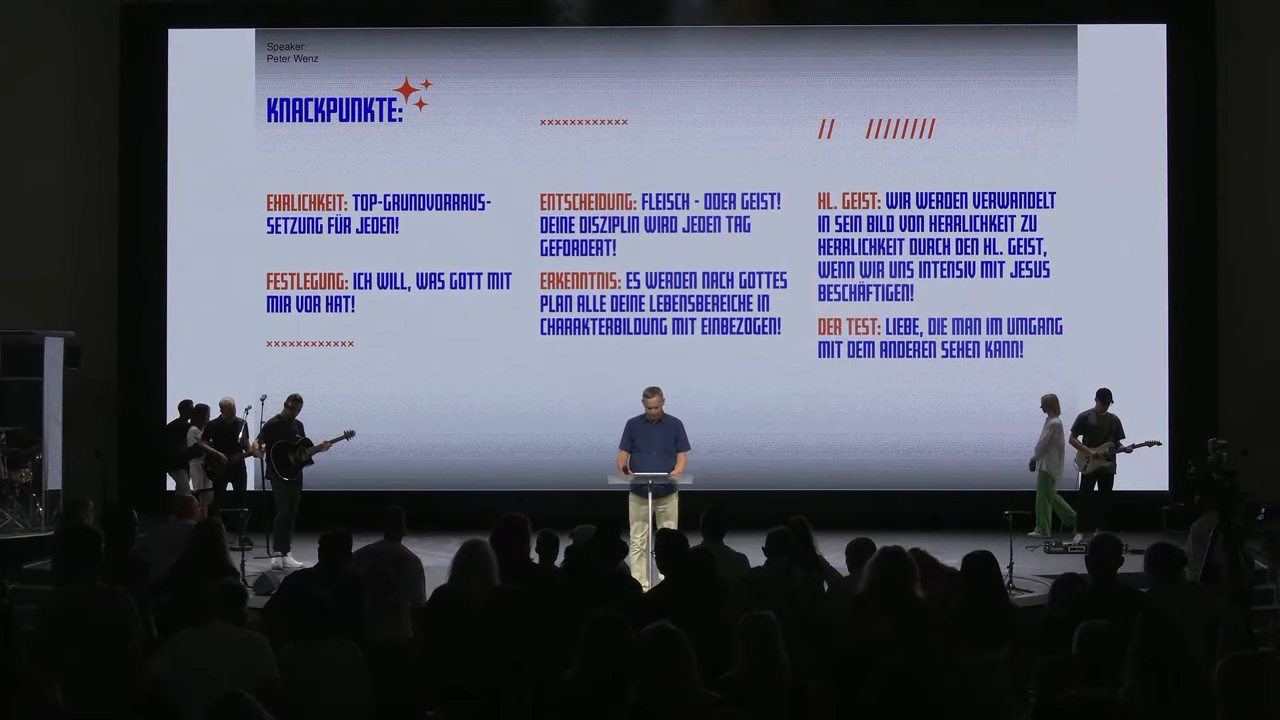 Speaker:
Peter Wenz
KNACKPUNKTE:
EHRLICHKEIT: TOP-GRUNDVORRAUS-
SETZUNG FÜR JEDEN!
FESTLEGUNG: ICH WILL, WAS GOTT MIT
MIR VOR HAT!
ENTSCHEIDUNG: FLEISCH - ODER GEIST!
DEINE DISZIPLIN WIRD JEDEN TAG
GEFORDERT!
ERKENNTNIS: ES WERDEN NACH GOTTES
PLAN ALLE DEINE LEBENSBEREICHE IN
CHARAKTERBILDUNG MIT EINBEZOGEN!
HL. GEIST: WIR WERDEN VERWANDELT
IN SEIN BILD VON HERRLICHKEIT ZU
HERRLICHKEIT DURCH DEN HL. GEIST,
WENN WIR UNS INTENSIV MIT JESUS
BESCHÄFTIGEN!
DER TEST: LIEBE, DIE MAN IM UMGANG
MIT DEM ANDEREN SEHEN KANN!